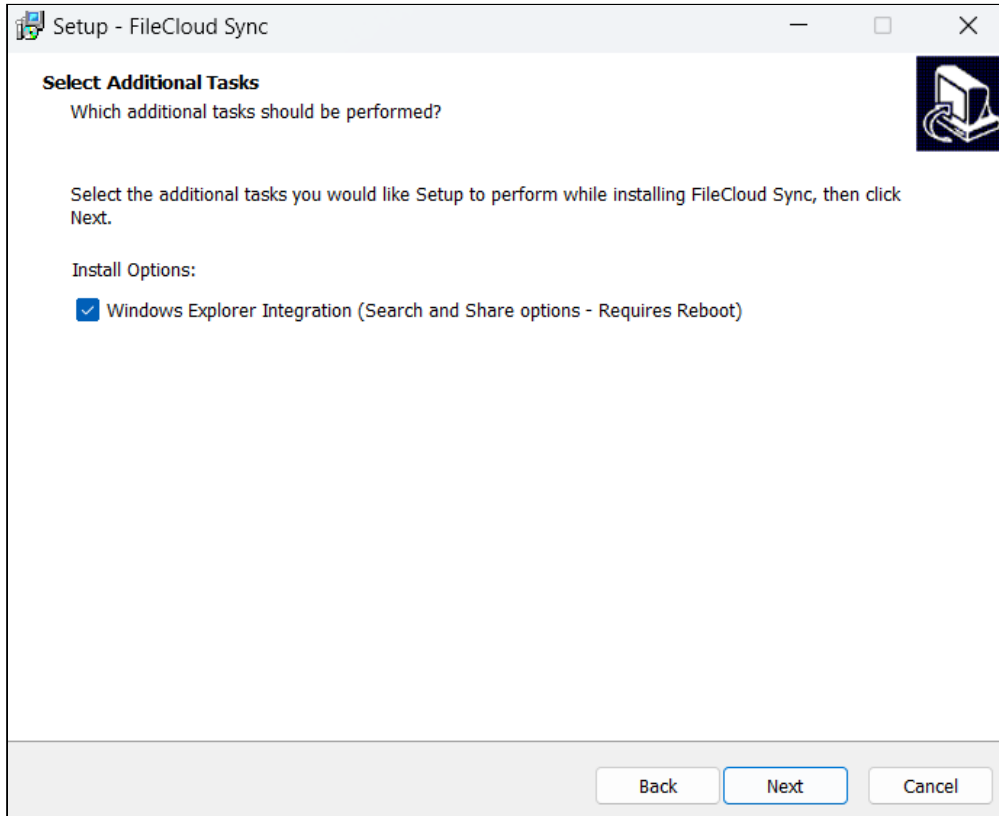 Setup - FileCloud Sync
Select Additional Tasks
Which additional tasks should be performed?
Select the additional tasks you would like Setup to perform while installing FileCloud Sync, then click
Next.
Install Options:
Windows Explorer Integration (Search and Share options - Requires Reboot)
Back Next Cancel